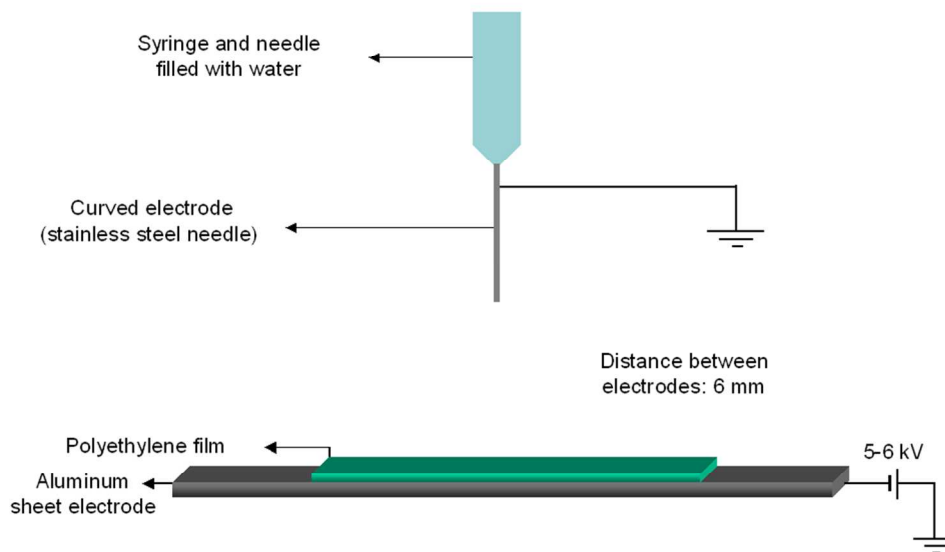 Syringe and needle
filled with water
Curved electrode
(stainless steel needle)
Distance between
electrodes: 6 mm
Polyethylene film
5-6 kV
Aluminum
sheet electrode